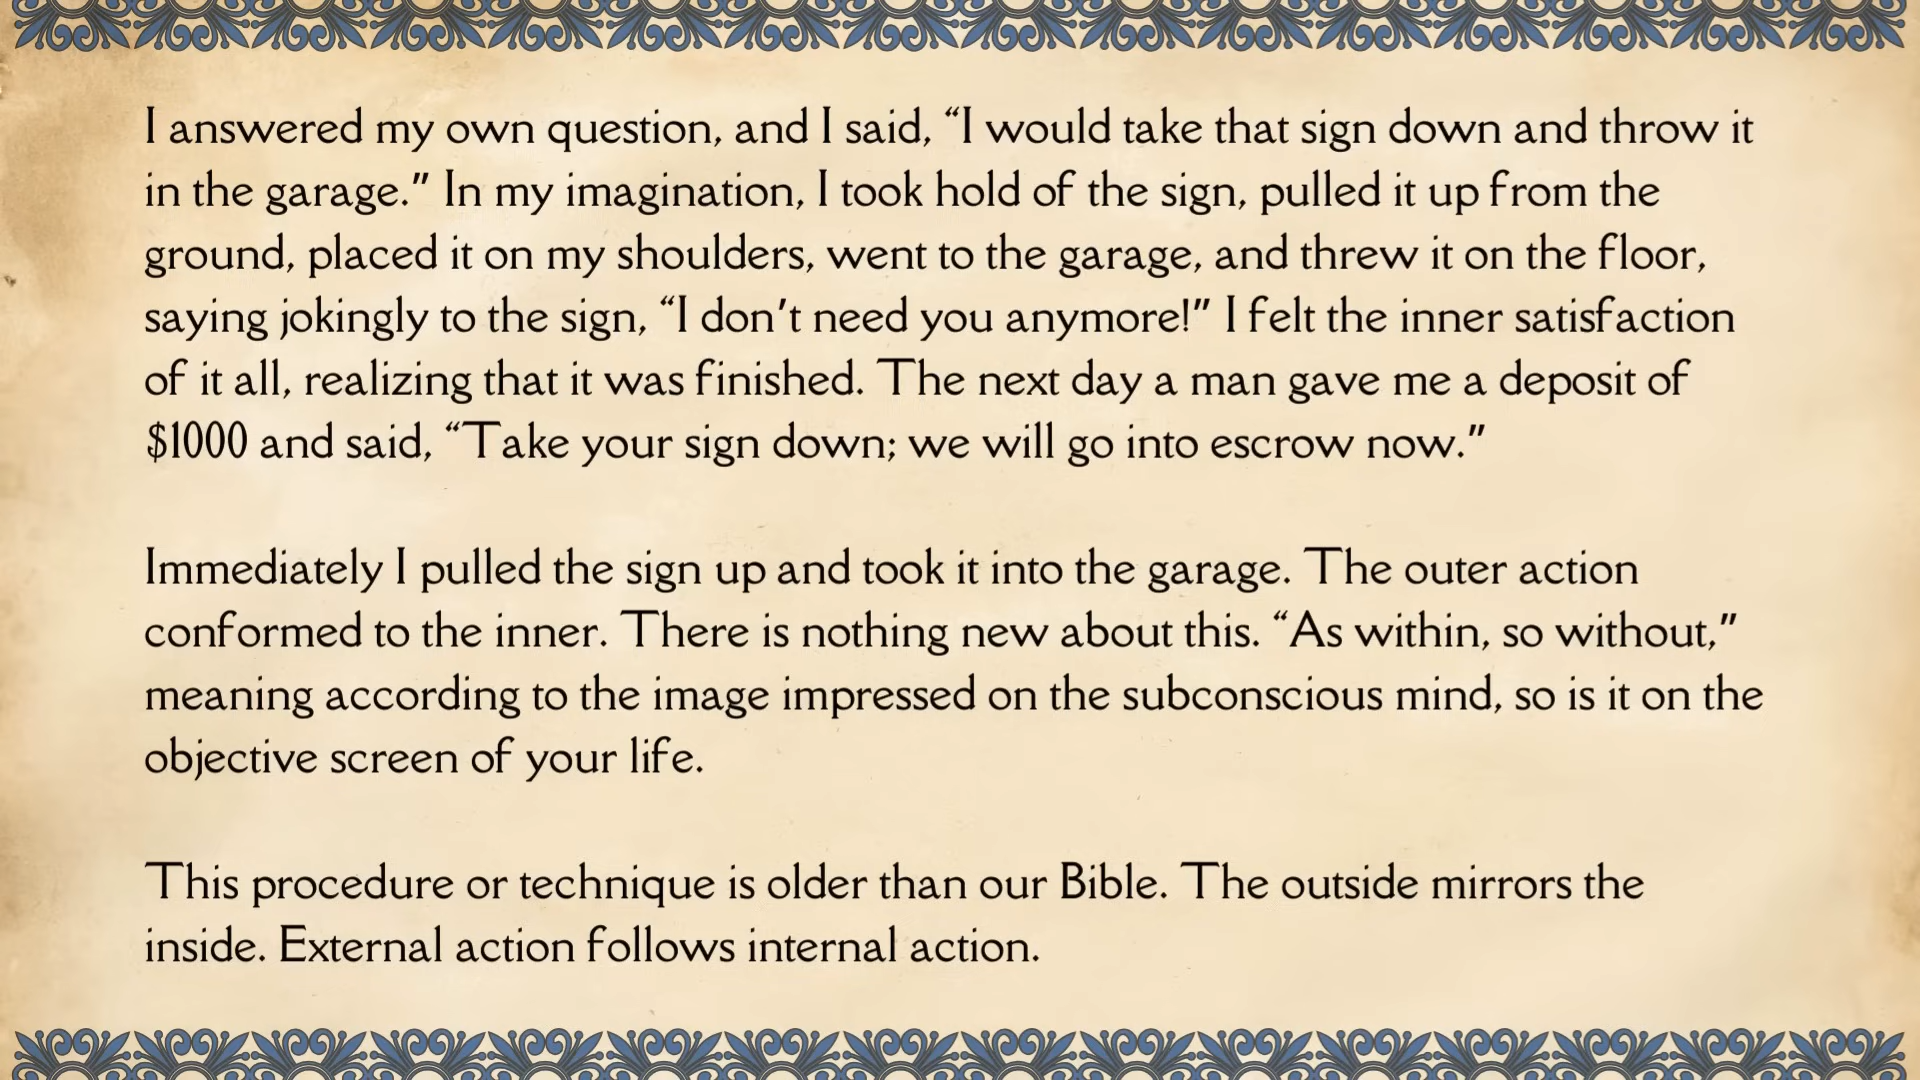 I answered my own question, and I said, “I would take that sign down and throw it
in the garage.” In my imagination, I took hold of the sign, pulled it up from the
ground, placed it on my shoulders, went to the garage, and threw it on the floor,
saying jokingly to the sign, “I don’t need you anymore!” I felt the inner satisfaction
of it all, realizing that it was finished. The next day a man gave me a deposit of
$1000 and said, “Take your sign down; we will go into escrow now.”
Immediately I pulled the sign up and took it into the garage. The outer action
conformed to the inner. There is nothing new about this. “As within, so without,”
meaning according to the image impressed on the subconscious mind, so is it on the
objective screen of your life.
This procedure or technique is older than our Bible. The outside mirrors the
inside. External action follows internal action.